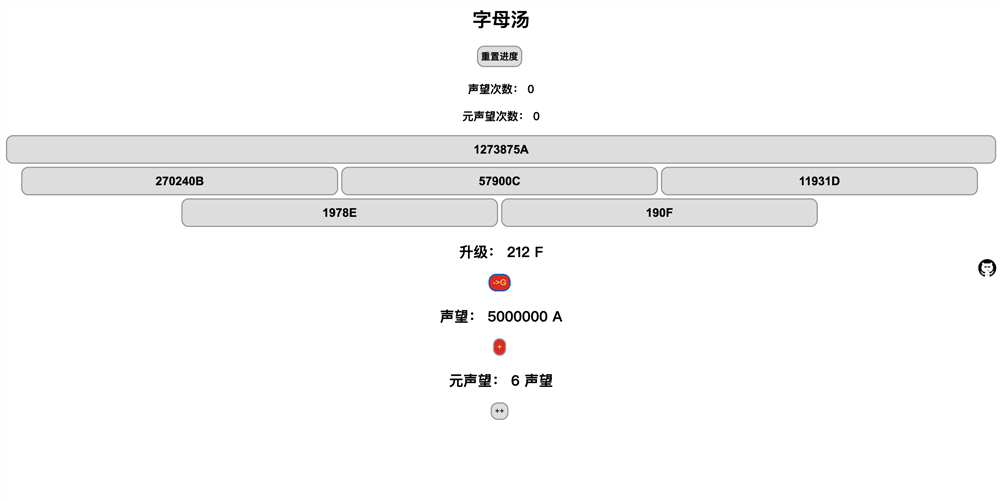 字母汤
重置进度
声望次数： 0
元声望次数： 0
1273875A
270240B 57900C 11931D
1978E 190F
升级： 212 F
->G
声望： 5000000 A
+
元声望： 6 声望
++